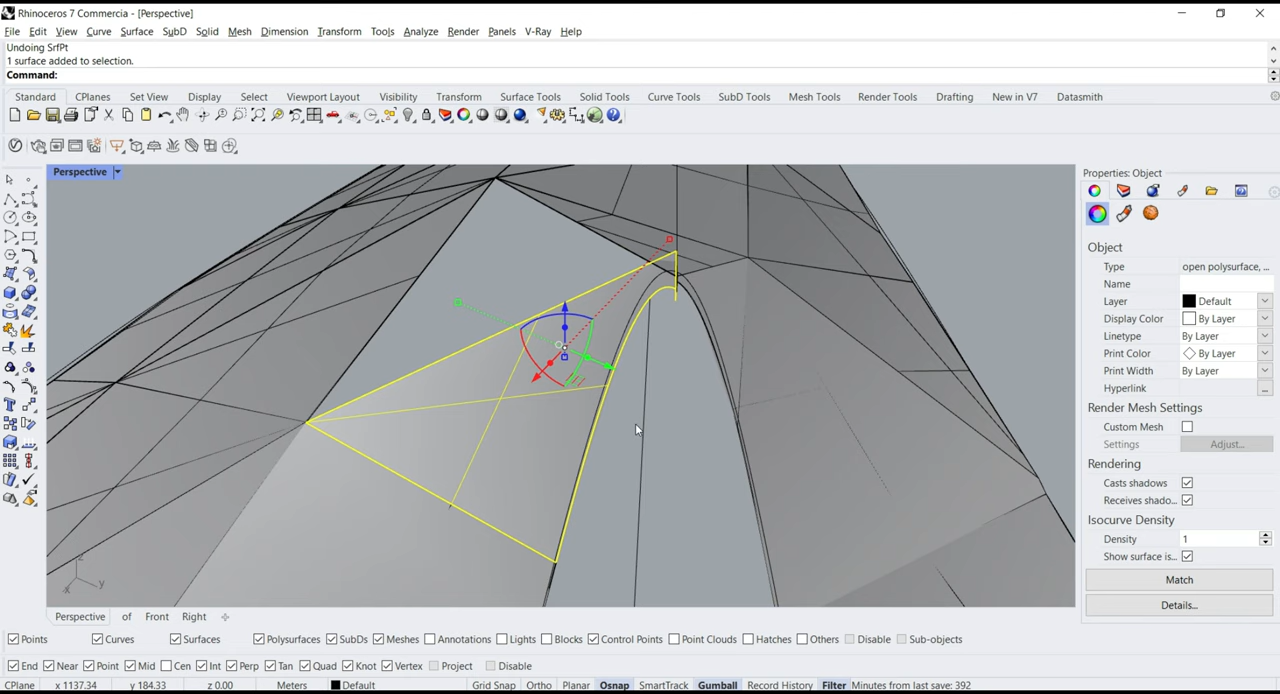 Rhinoceros 7 Commercia - [Perspective]
File Edit View Curve Surface SubD Solid Mesh Dimension Transform Tools Analyze Render Panels V-Ray Help
Undoing SrfPt
1 surface added to selection.
Command:
Standard CPlanes Set View Display Select Viewport Layout Visibility Transform Surface Tools Solid Tools Curve Tools SubD Tools Mesh Tools Render Tools Drafting New in V7 Datasmith
Perspective
Properties: Object
Object
Type open polysurface, ...
Name
Layer Default
Display Color By Layer
Linetype By Layer
Print Color By Layer
Print Width By Layer
Hyperlink ...
Render Mesh Settings
Custom Mesh
Settings Adjust...
Rendering
Casts shadows
Receives shado...
Isocurve Density
Density 1
Show surface is...
Match
Details...
z
y
x
Perspective of Front Right
Points Curves Surfaces Polysurfaces SubDs Meshes Annotations Lights Blocks Control Points Point Clouds Hatches Others Disable Sub-objects
End Near Point Mid Cen Int Perp Tan Quad Knot Vertex Project Disable
CPlane x 1137.34 y 184.33 z 0.00 Meters Default Grid Snap Ortho Planar Osnap SmartTrack Gumball Record History Filter Minutes from last save: 392